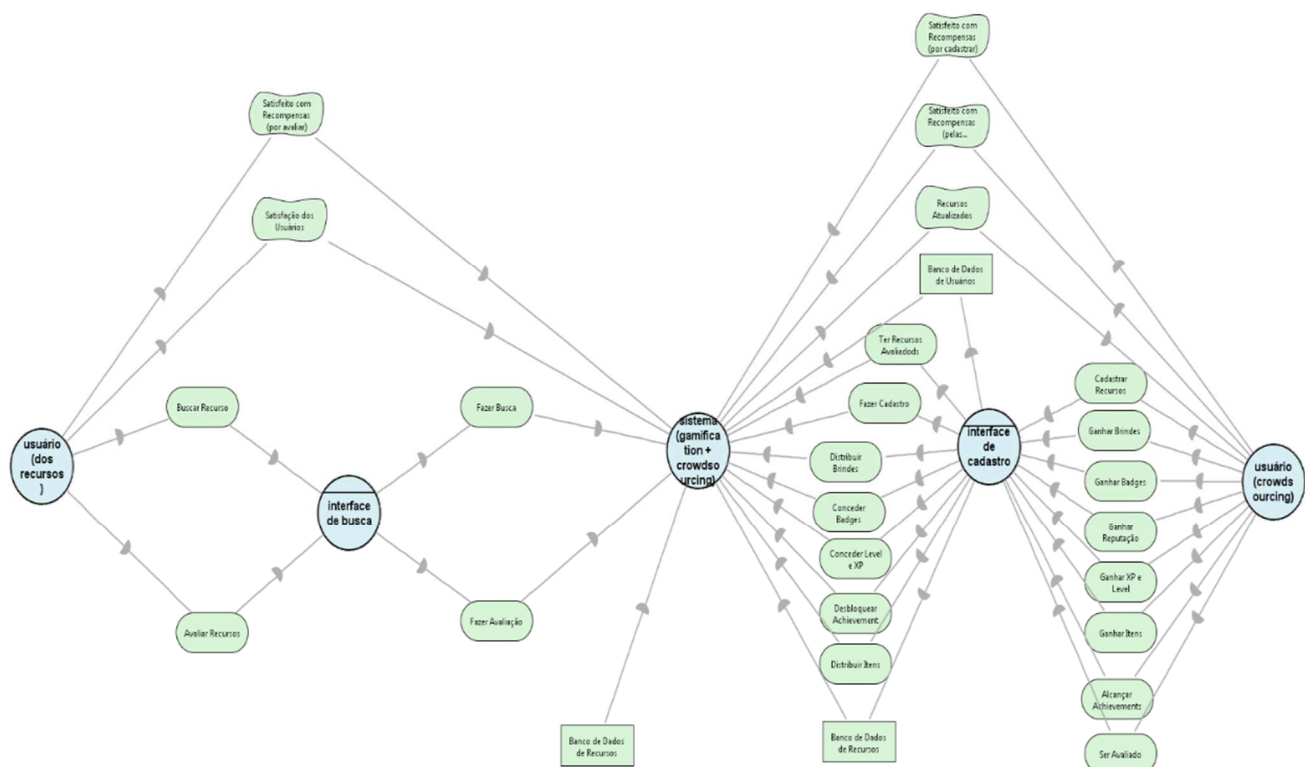 Satisfeito com
Recompensas
(por cadastrar)
Satisfeito com
Recompensas
(por avaliar)
Satisfeito com
Recompensas
(pelas...
Satisfação dos
Usuários
Recursos
Atualizados
Banco de Dados
de Usuários
Ter Recursos
Avaliadods
Buscar Recurso
Fazer Busca
Fazer Cadastro
Cadastrar
Recursos
Ganhar Brindes
usuário
(dos
recursos
)
sistema
(gamifica
tion +
crowdso
urcing)
interface
de
cadastro
Distribuir
Brindes
Ganhar Badges
usuário
(crowds
ourcing)
interface
de busca
Conceder
Badges
Ganhar
Reputação
Conceder Level
e XP
Ganhar XP e
Level
Avaliar Recursos
Fazer Avaliação
Desbloquear
Achievement
Ganhar Itens
Distribuir Itens
Alcançar
Achievements
Banco de Dados
de Recursos
Banco de Dados
de Recursos
Ser Avaliado